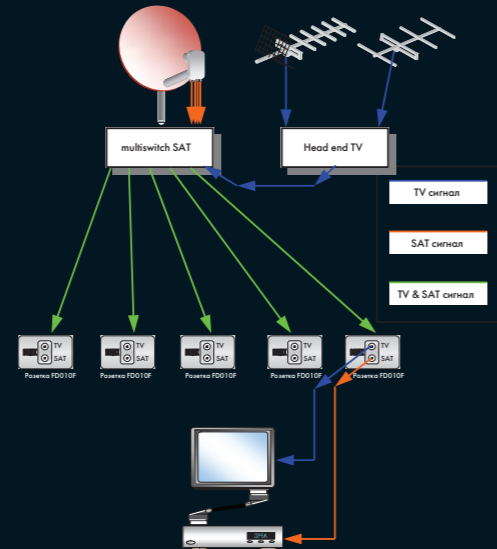 multiswitch SAT
Head end TV
TV сигнал
SAT сигнал
TV & SAT сигнал
TV
SAT
Розетка FD010F
TV
SAT
Розетка FD010F
TV
SAT
Розетка FD010F
TV
SAT
Розетка FD010F
TV
SAT
Розетка FD010F
OPEN